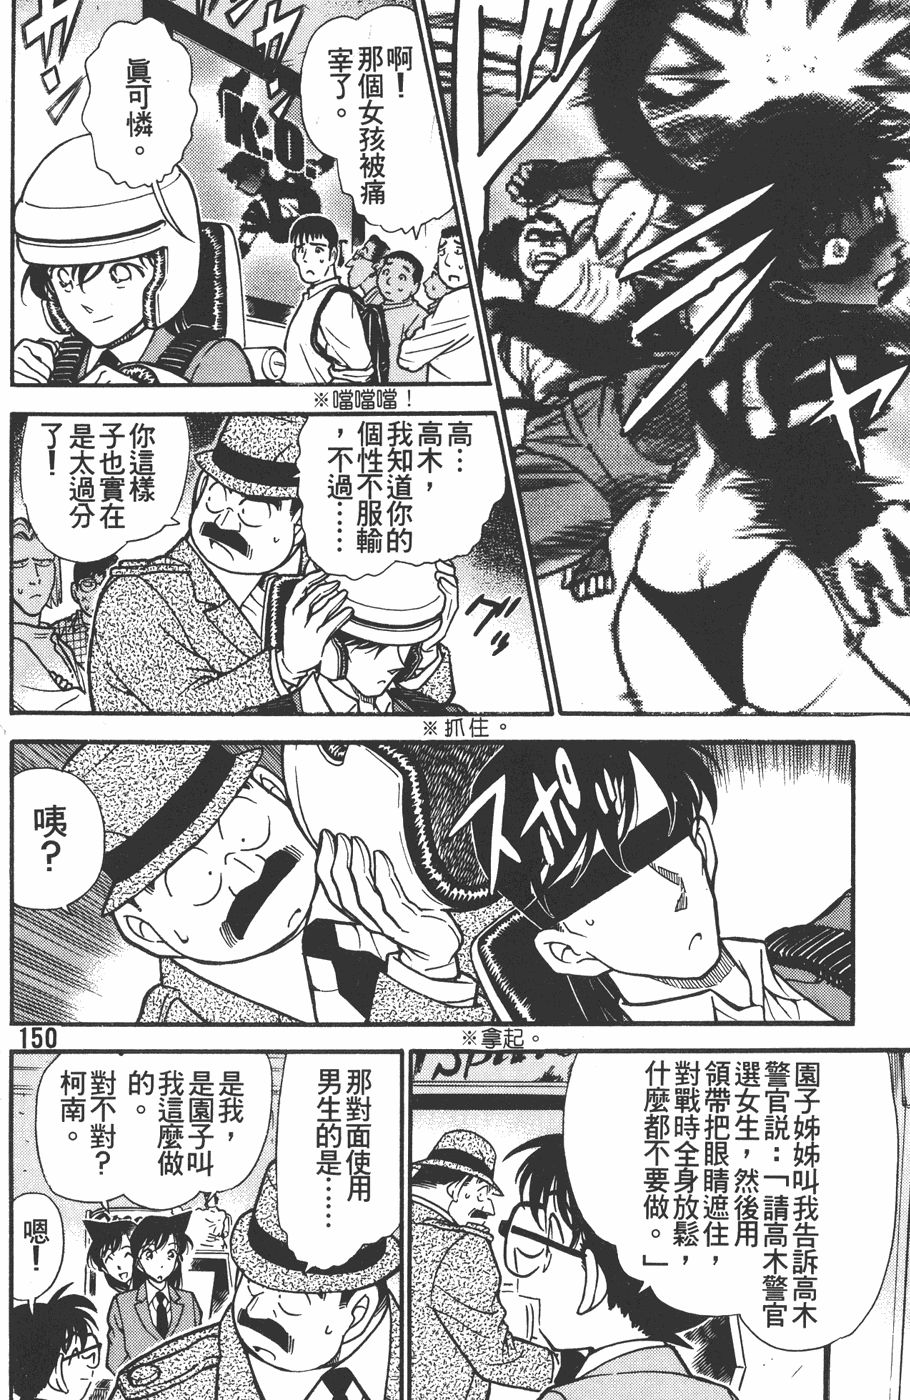 啊！
那個女孩被痛
宰了。
眞可憐。
K.O.
※噹噹噹！
ガ
ガ
高…
高木，
我知道你的
個性不服輸
，不過……
你這樣
子也實在
是太過分
了！
グッ
※抓住。
スポッ
咦？
※拿起。
150
園子姊姊叫我告訴高木
警官説：「請高木警官
選女生，然後用
領帶把眼睛遮住，
對戰時全身放鬆，
什麼都不要做。」
那對面使用
男生的是……
是我，
是園子叫
我這麼做
的。
對不對？
柯南。
嗯！